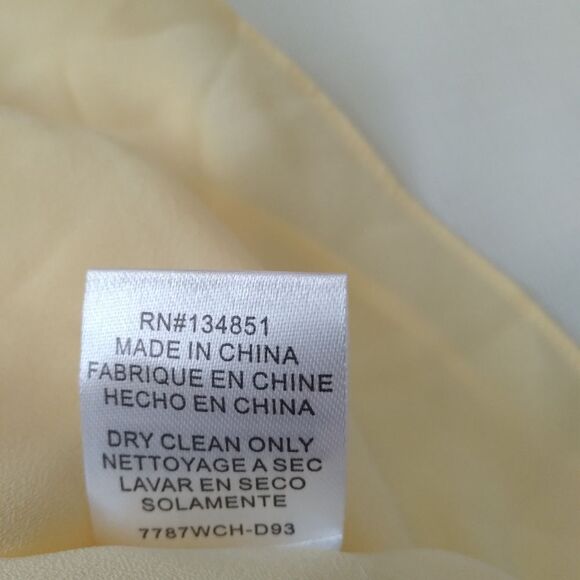 RN#134851
MADE IN CHINA
FABRIQUE EN CHINE
HECHO EN CHINA
DRY CLEAN ONLY
NETTOYAGE A SEC
LAVAR EN SECO
SOLAMENTE
7787WCH-D93